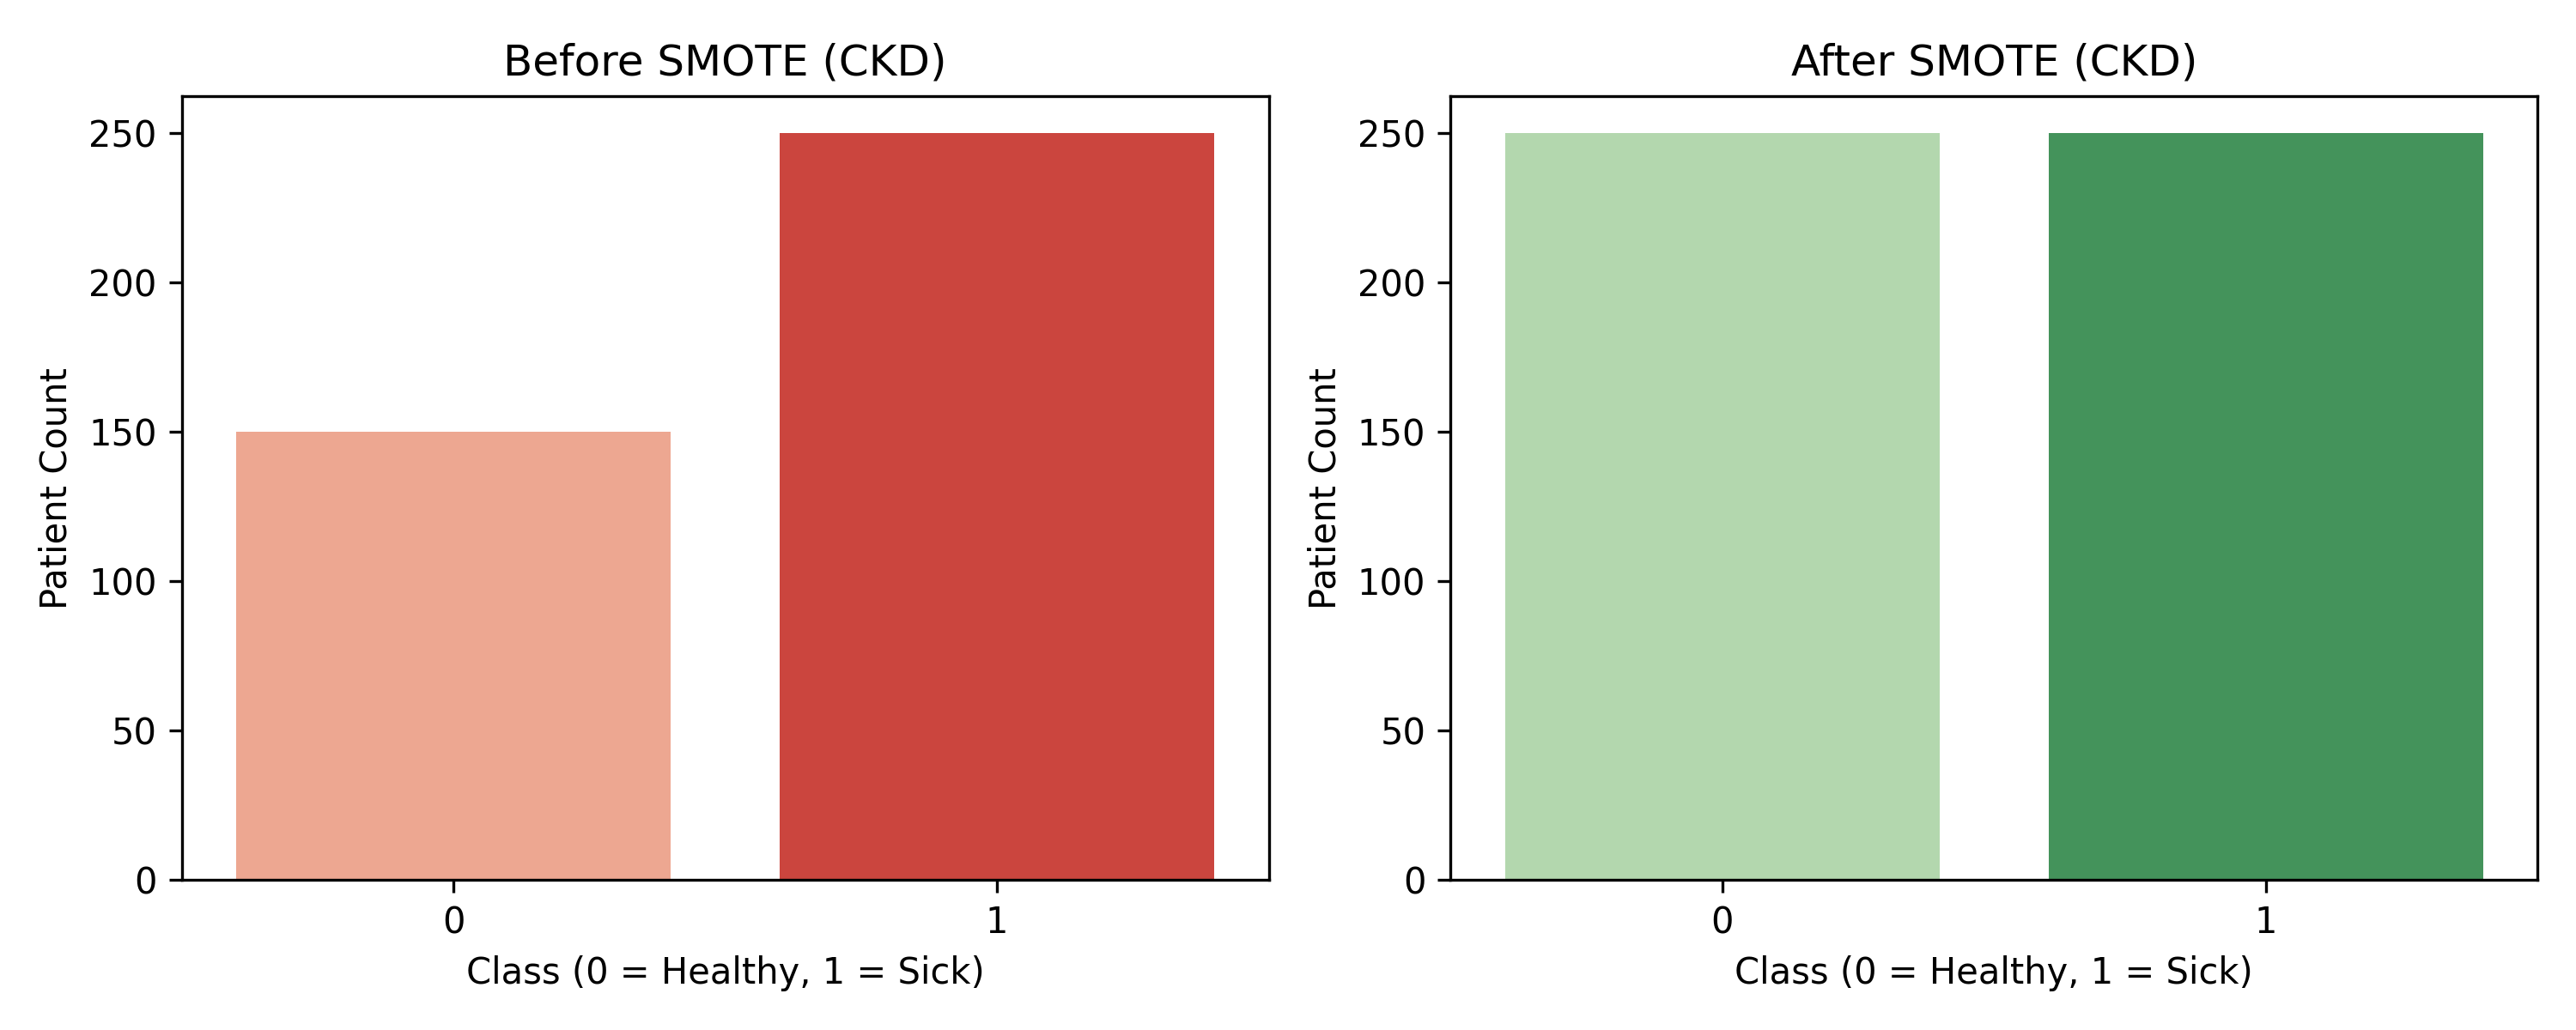 Before SMOTE (CKD)
250
200
150
100
50
0
Patient Count
0
1
Class (0 = Healthy, 1 = Sick)
After SMOTE (CKD)
250
200
150
100
50
0
Patient Count
0
1
Class (0 = Healthy, 1 = Sick)